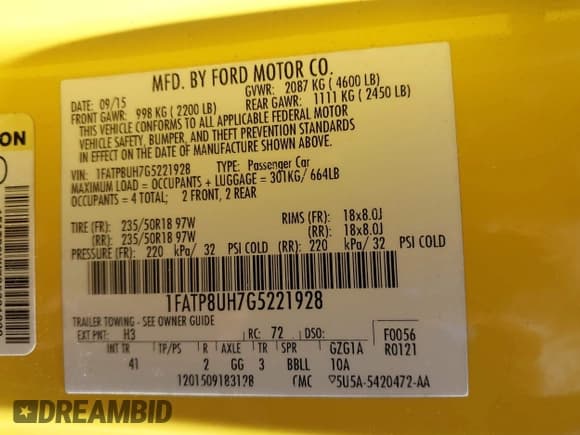 MFD. BY FORD MOTOR CO.
DATE: 09/15 GVWR: 2087 KG ( 4600 LB)
FRONT GAWR: 998 KG ( 2200 LB) REAR GAWR: 1111 KG ( 2450 LB)
THIS VEHICLE CONFORMS TO ALL APPLICABLE FEDERAL MOTOR
VEHICLE SAFETY, BUMPER, AND THEFT PREVENTION STANDARDS
IN EFFECT ON THE DATE OF MANUFACTURE SHOWN ABOVE.
VIN: 1FATP8UH7G5221928 TYPE: Passenger Car
MAXIMUM LOAD = OCCUPANTS + LUGGAGE = 301KG/ 664LB
OCCUPANTS = 4 TOTAL; 2 FRONT, 2 REAR
TIRE (FR): 235/50R18 97W RIMS (FR): 18x8.0J
(RR): 235/50R18 97W (RR): 18x8.0J
PRESSURE (FR): 220 kPa/ 32 PSI COLD (RR): 220 kPa/ 32 PSI COLD
1FATP8UH7G5221928
TRAILER TOWING - SEE OWNER GUIDE
EXT PNT: H3 RC: 72 DSO: F0056
INT TR TP/PS R AXLE TR SPR GZG1A R0121
41 2 GG 3 BBLL 10A
1201509183128 CMC ▽5U5A-5420472-AA
DREAMBID